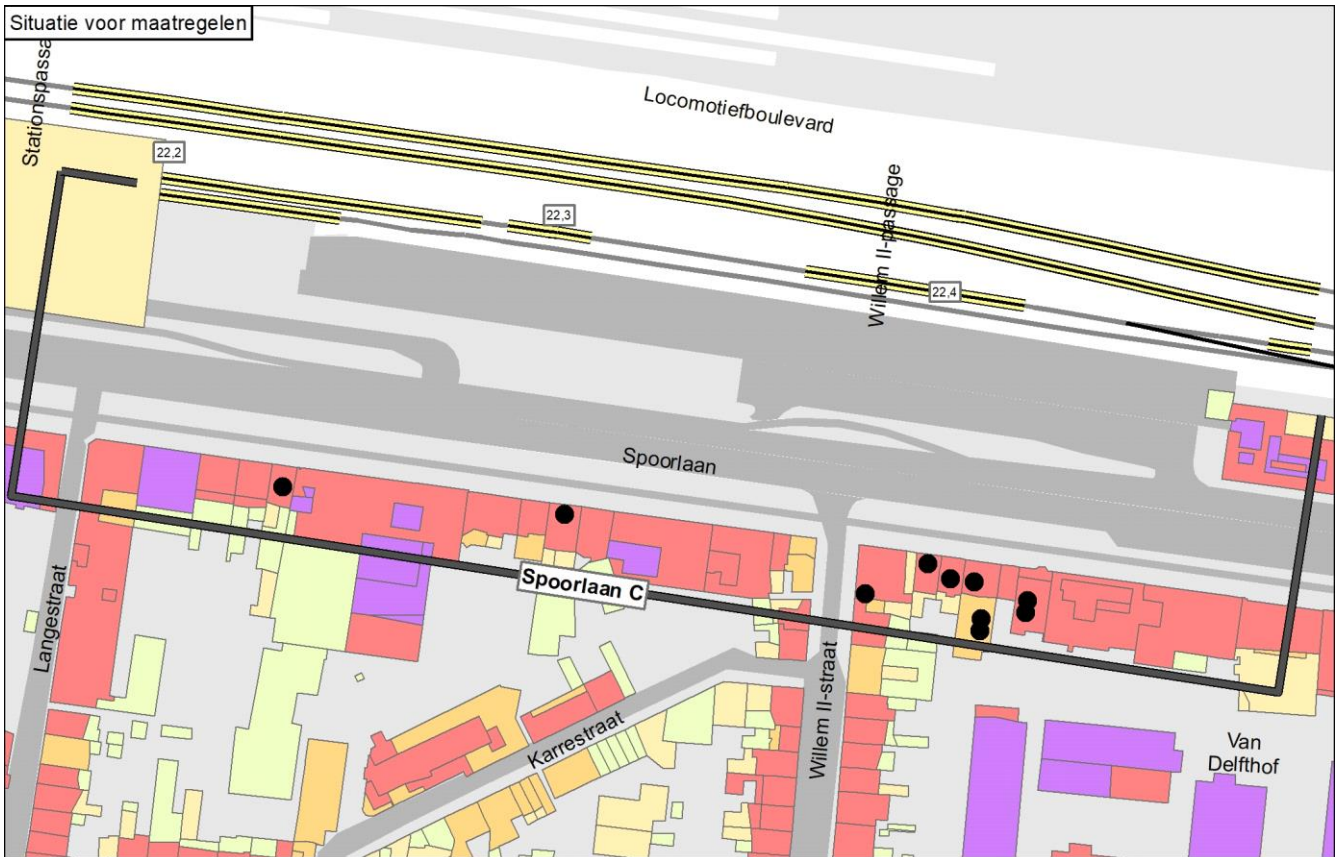 Situatie voor maatregelen
Stationspassa
Locomotiefboulevard
22,2
Willem II-passage
22,3
22,4
Spoorlaan
Spoorlaan C
Langestraat
Karrestraat
Willem II-straat
Van
Delfthof